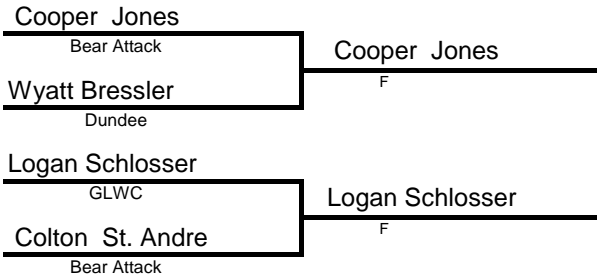 Cooper Jones
Bear Attack
Cooper Jones
F
Wyatt Bressler
Dundee
Logan Schlosser
GLWC
Logan Schlosser
F
Colton St. Andre
Bear Attack